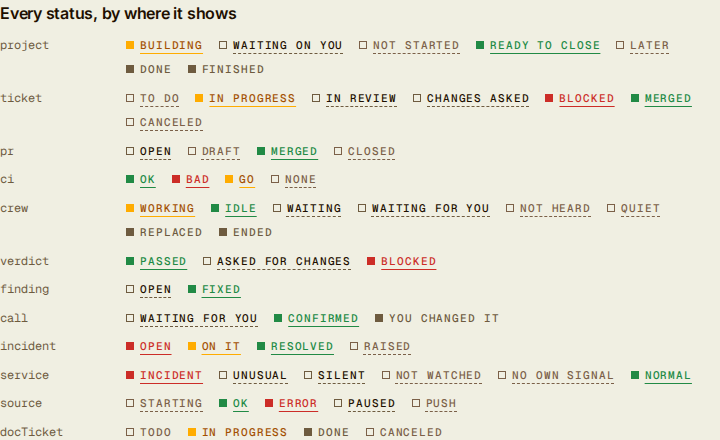 Every status, by where it shows
project BUILDING WAITING ON YOU NOT STARTED READY TO CLOSE LATER
DONE FINISHED
ticket TO DO IN PROGRESS IN REVIEW CHANGES ASKED BLOCKED MERGED
CANCELED
pr OPEN DRAFT MERGED CLOSED
ci OK BAD GO NONE
crew WORKING IDLE WAITING WAITING FOR YOU NOT HEARD QUIET
REPLACED ENDED
verdict PASSED ASKED FOR CHANGES BLOCKED
finding OPEN FIXED
call WAITING FOR YOU CONFIRMED YOU CHANGED IT
incident OPEN ON IT RESOLVED RAISED
service INCIDENT UNUSUAL SILENT NOT WATCHED NO OWN SIGNAL NORMAL
source STARTING OK ERROR PAUSED PUSH
docTicket TODO IN PROGRESS DONE CANCELED